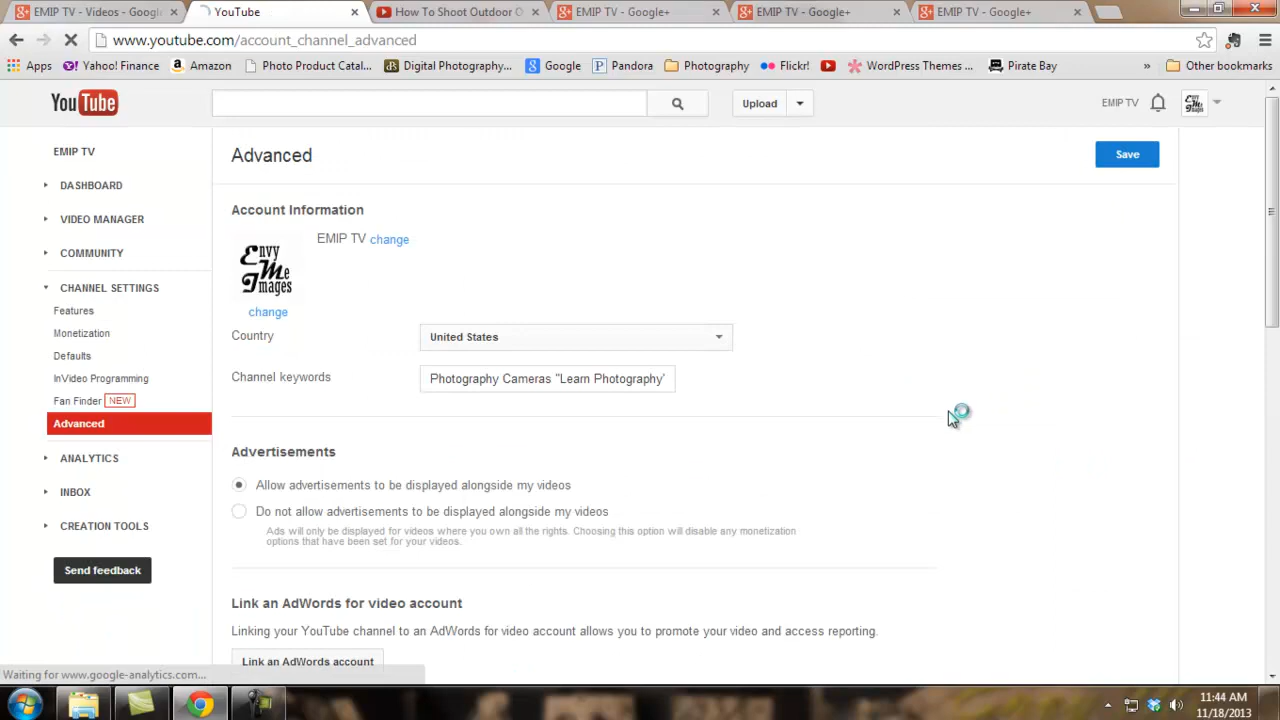 EMIP TV - Videos - Googl
YouTube
How To Shoot Outdoor
EMIP TV - Google+
EMIP TV - Google+
EMIP TV - Google+
www.youtube.com/account_channel_advanced
Apps
Yahoo! Finance
Amazon
Photo Product Catal...
Digital Photography...
Google
Pandora
Photography
Flickr!
WordPress Themes ...
Pirate Bay
»
Other bookmarks
YouTube
Upload
EMIP TV
EMIP TV
DASHBOARD
VIDEO MANAGER
COMMUNITY
CHANNEL SETTINGS
Features
Monetization
Defaults
InVideo Programming
Fan Finder NEW
Advanced
ANALYTICS
INBOX
CREATION TOOLS
Send feedback
Advanced
Save
Account Information
Envy
Me
Images
EMIP TV change
change
Country
United States
Channel keywords
Photography Cameras "Learn Photography'
Advertisements
Allow advertisements to be displayed alongside my videos
Do not allow advertisements to be displayed alongside my videos
Ads will only be displayed for videos where you own all the rights. Choosing this option will disable any monetization
options that have been set for your videos.
Link an AdWords for video account
Linking your YouTube channel to an AdWords for video account allows you to promote your video and access reporting.
Link an AdWords account
Waiting for www.google-analytics.com...
11:44 AM
11/18/2013